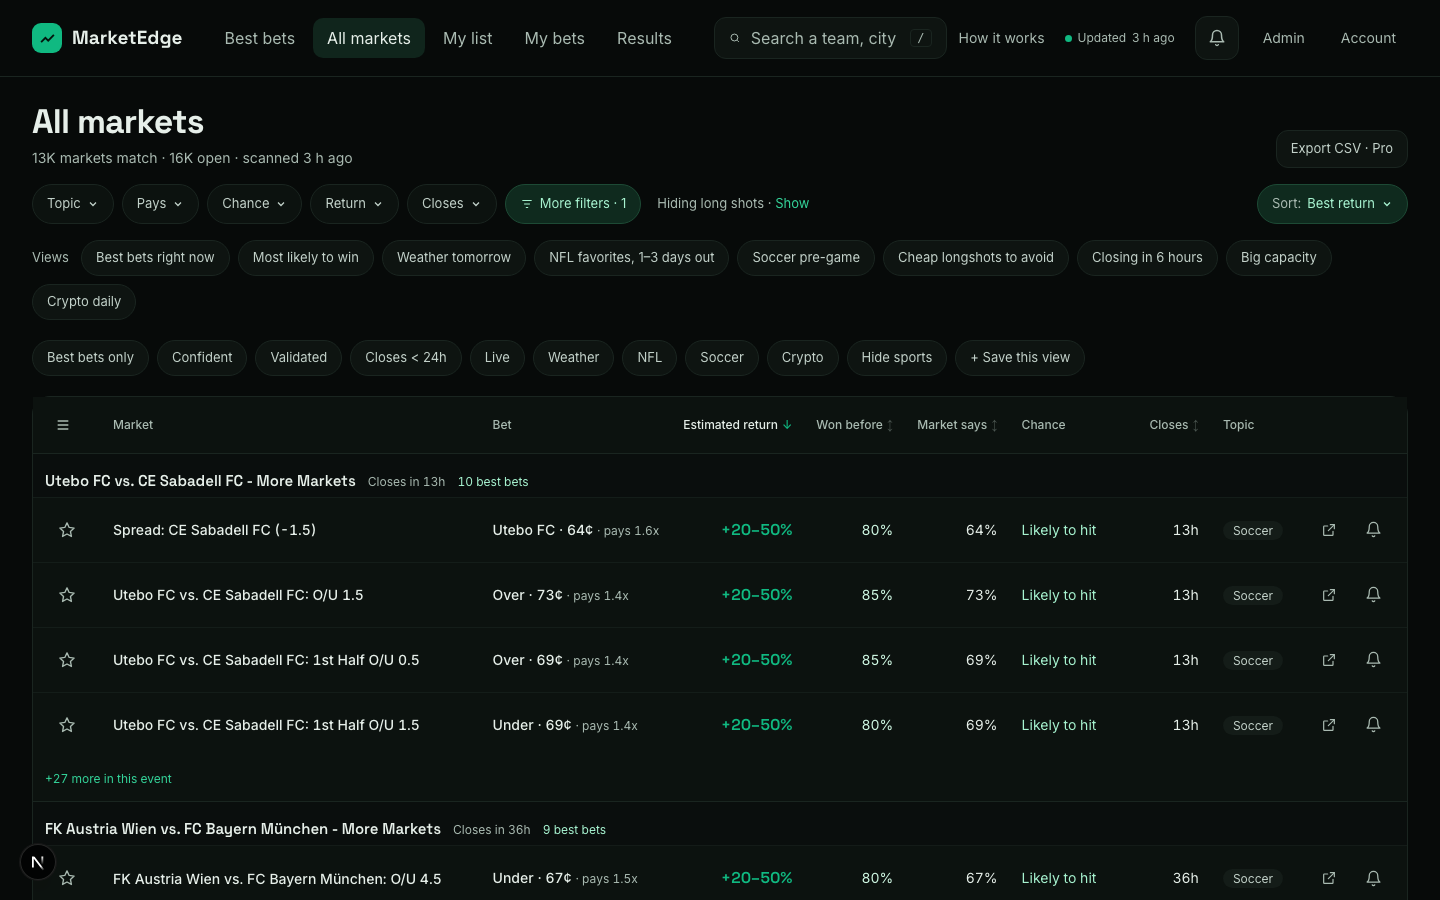 MarketEdge
Best bets
All markets
My list
My bets
Results
Search a team, city
/
How it works
Updated 3 h ago
Admin
Account
All markets
13K markets match · 16K open · scanned 3 h ago
Export CSV · Pro
Topic
Pays
Chance
Return
Closes
More filters · 1
Hiding long shots · Show
Sort: Best return
Views
Best bets right now
Most likely to win
Weather tomorrow
NFL favorites, 1–3 days out
Soccer pre-game
Cheap longshots to avoid
Closing in 6 hours
Big capacity
Crypto daily
Best bets only
Confident
Validated
Closes < 24h
Live
Weather
NFL
Soccer
Crypto
Hide sports
+ Save this view
Market
Bet
Estimated return ↓
Won before ↕
Market says ↕
Chance
Closes ↕
Topic
Utebo FC vs. CE Sabadell FC - More Markets Closes in 13h 10 best bets
Spread: CE Sabadell FC (-1.5) Utebo FC · 64¢ · pays 1.6x +20–50% 80% 64% Likely to hit 13h Soccer
Utebo FC vs. CE Sabadell FC: O/U 1.5 Over · 73¢ · pays 1.4x +20–50% 85% 73% Likely to hit 13h Soccer
Utebo FC vs. CE Sabadell FC: 1st Half O/U 0.5 Over · 69¢ · pays 1.4x +20–50% 85% 69% Likely to hit 13h Soccer
Utebo FC vs. CE Sabadell FC: 1st Half O/U 1.5 Under · 69¢ · pays 1.4x +20–50% 80% 69% Likely to hit 13h Soccer
+27 more in this event
FK Austria Wien vs. FC Bayern München - More Markets Closes in 36h 9 best bets
N
FK Austria Wien vs. FC Bayern München: O/U 4.5 Under · 67¢ · pays 1.5x +20–50% 80% 67% Likely to hit 36h Soccer